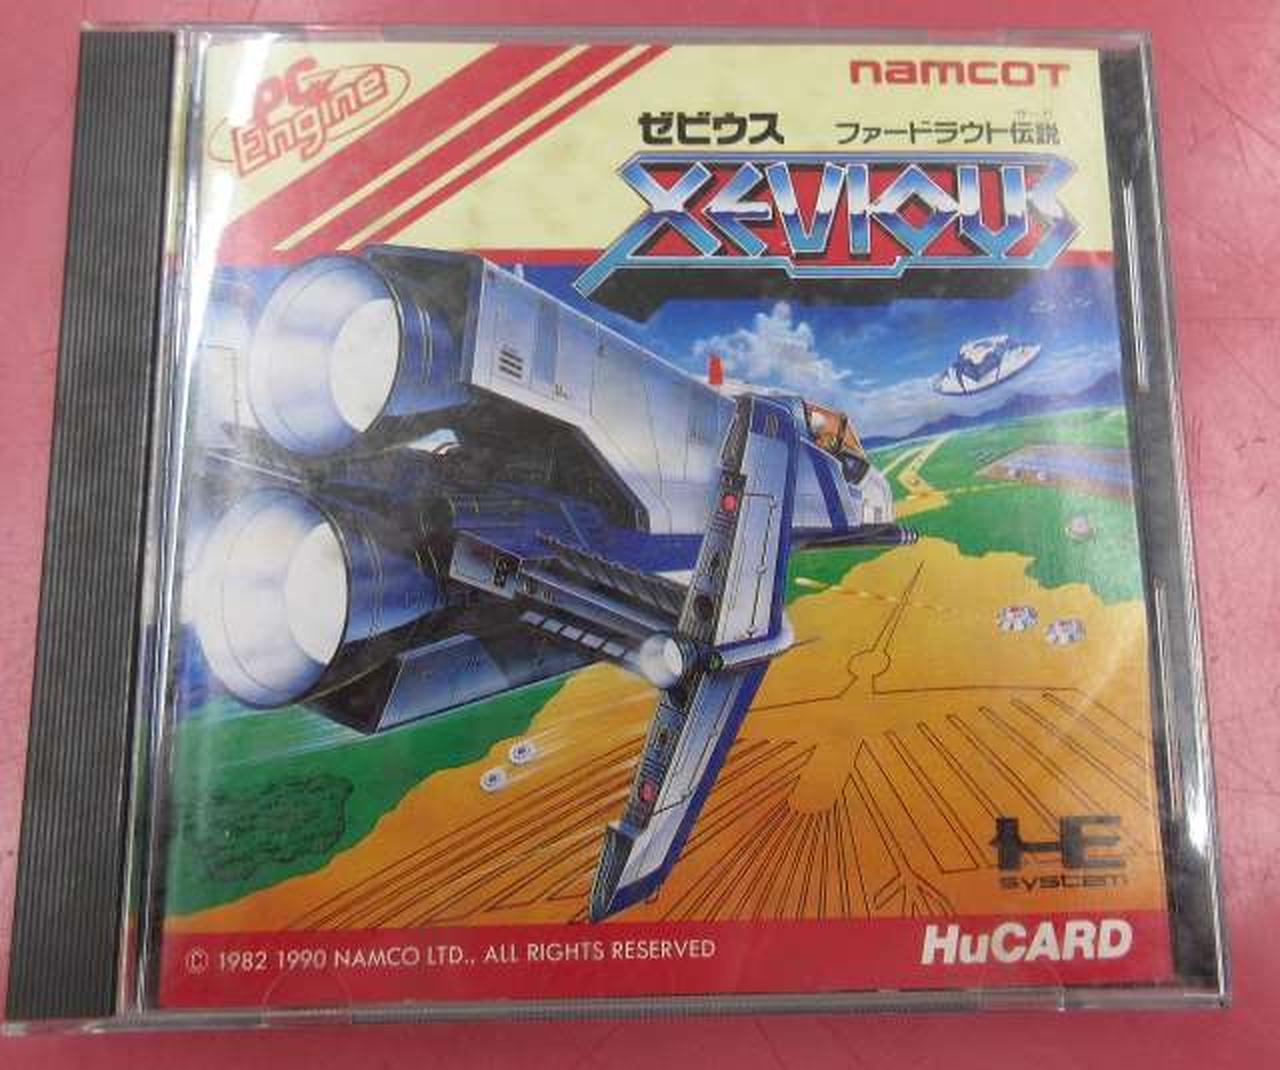 PC Engine
namcoT
ゼビウス ファードラウト伝説
XEVIOUS
HE
SYSTEM
HuCARD
© 1982 1990 NAMCO LTD., ALL RIGHTS RESERVED